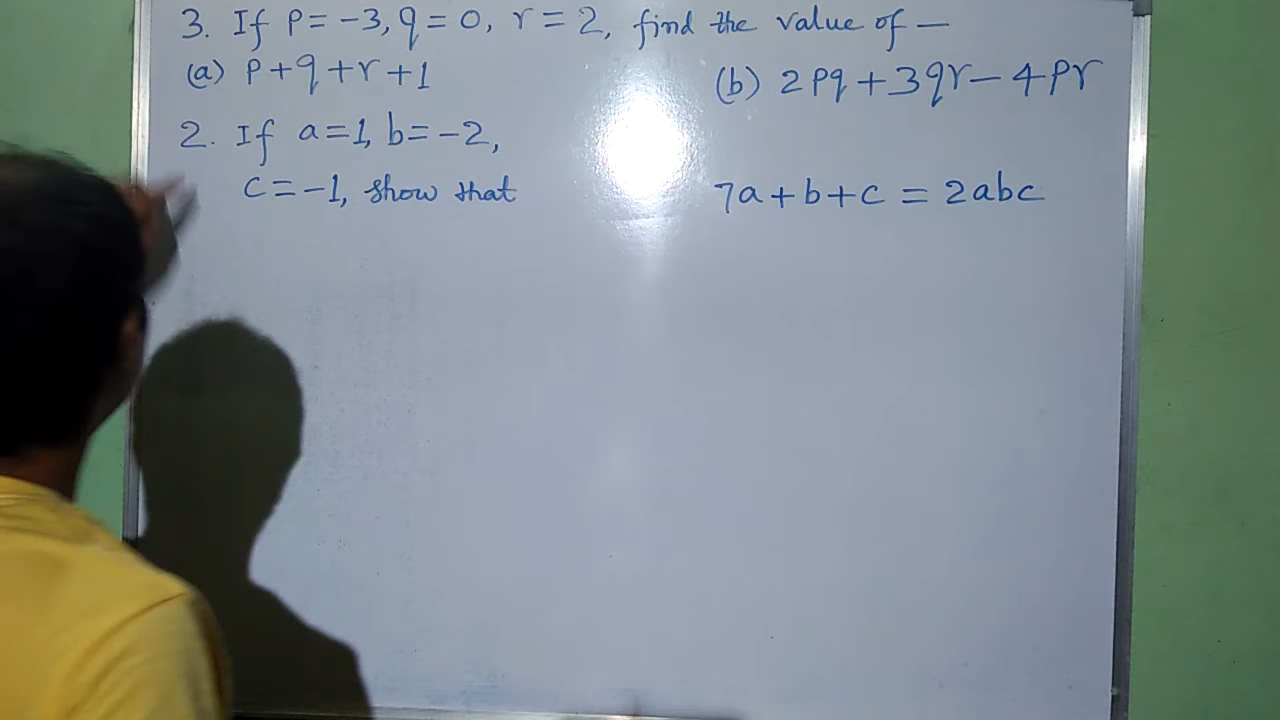 3. If P = -3, q = 0, r = 2, find the value of —
(a) P + q + r + 1 (b) 2Pq + 3qr - 4Pr
2. If a = 1, b = -2,
c = -1, show that 7a + b + c = 2abc